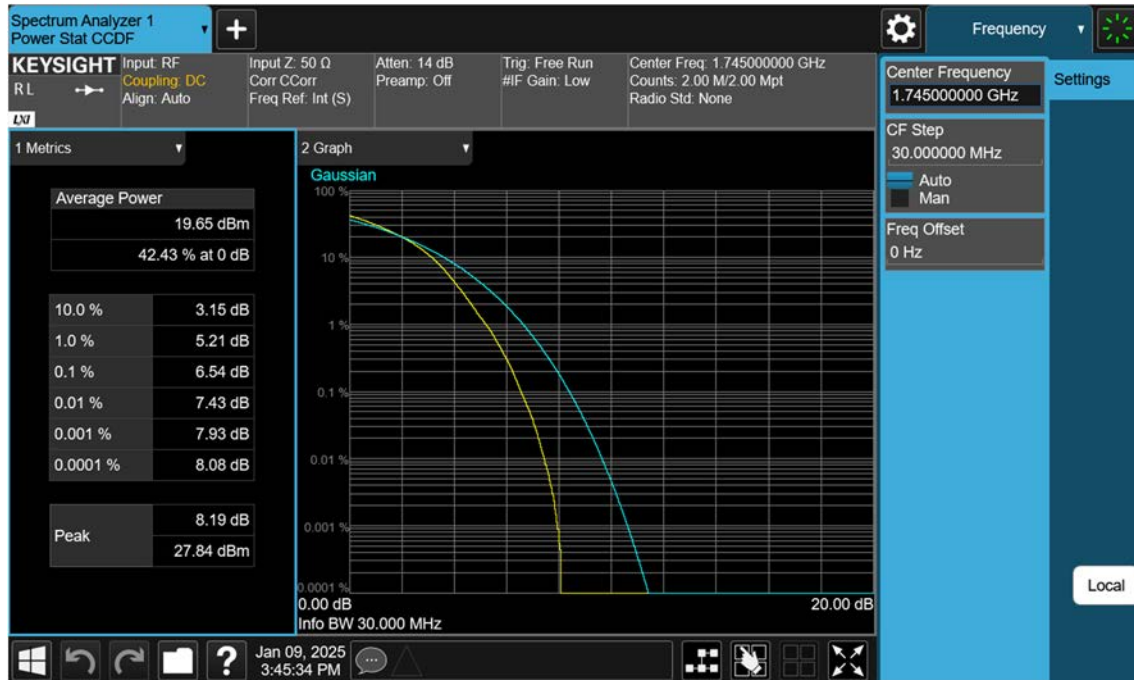 Spectrum Analyzer 1
Power Stat CCDF
Frequency
KEYSIGHT
R L
LXI
Input: RF
Coupling: DC
Align: Auto
Input Z: 50 Ω
Corr CCorr
Freq Ref: Int (S)
Atten: 14 dB
Preamp: Off
Trig: Free Run
#IF Gain: Low
Center Freq: 1.745000000 GHz
Counts: 2.00 M/2.00 Mpt
Radio Std: None
Center Frequency
1.745000000 GHz
Settings
CF Step
30.000000 MHz
Auto
Man
Freq Offset
0 Hz
Local
1 Metrics
Average Power
19.65 dBm
42.43 % at 0 dB
10.0 % 3.15 dB
1.0 % 5.21 dB
0.1 % 6.54 dB
0.01 % 7.43 dB
0.001 % 7.93 dB
0.0001 % 8.08 dB
Peak
8.19 dB
27.84 dBm
2 Graph
Gaussian
100 %
10 %
1 %
0.1 %
0.01 %
0.001 %
0.0001 %
0.00 dB 20.00 dB
Info BW 30.000 MHz
?
Jan 09, 2025
3:45:34 PM